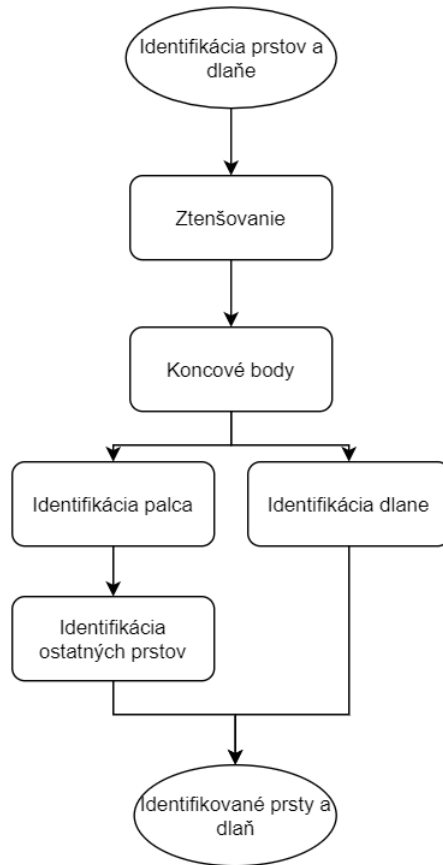 Identifikácia prstov a
dlaňe
Ztenšovanie
Koncové body
Identifikácia palca
Identifikácia dlane
Identifikácia
ostatných prstov
Identifikované prsty a
dlaň